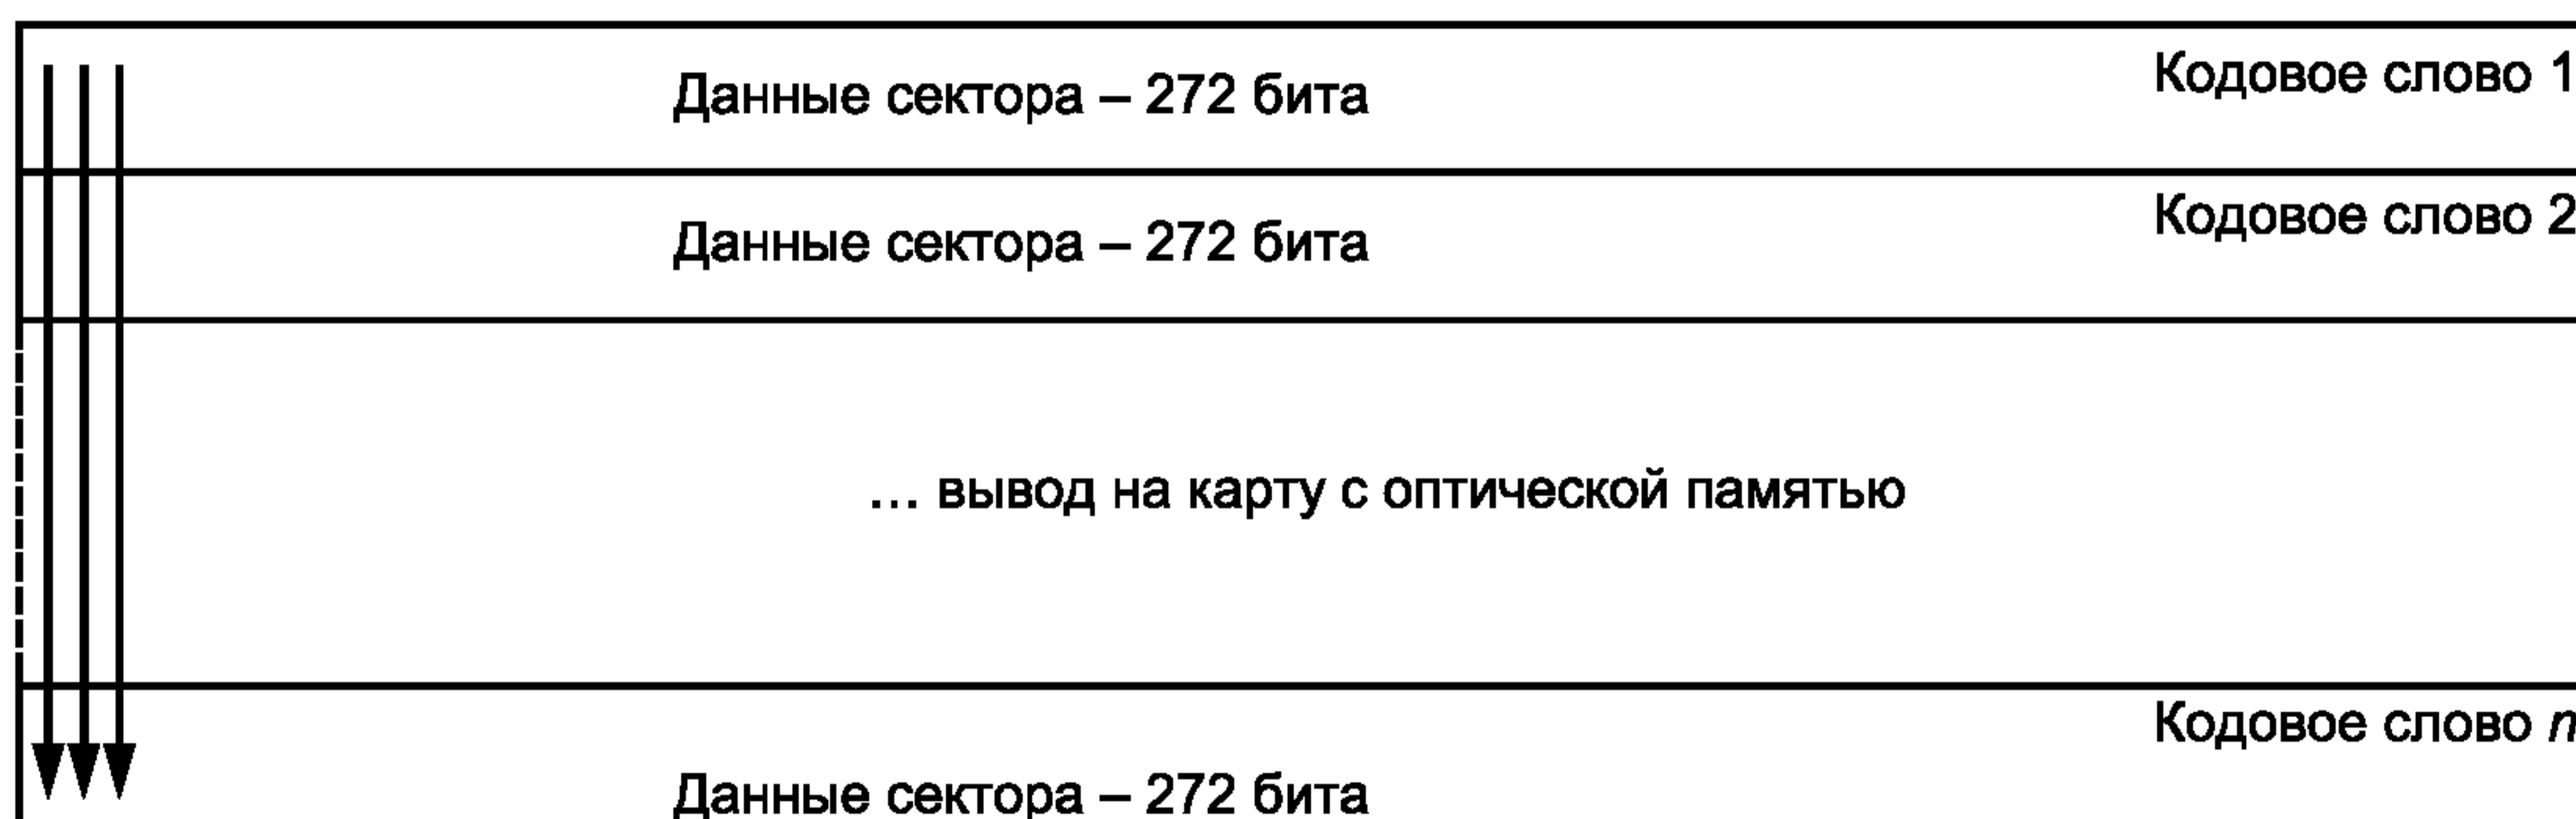 Данные сектора – 272 бита
Кодовое слово 1
Данные сектора – 272 бита
Кодовое слово 2
... вывод на карту с оптической памятью
Кодовое слово n
Данные сектора – 272 бита